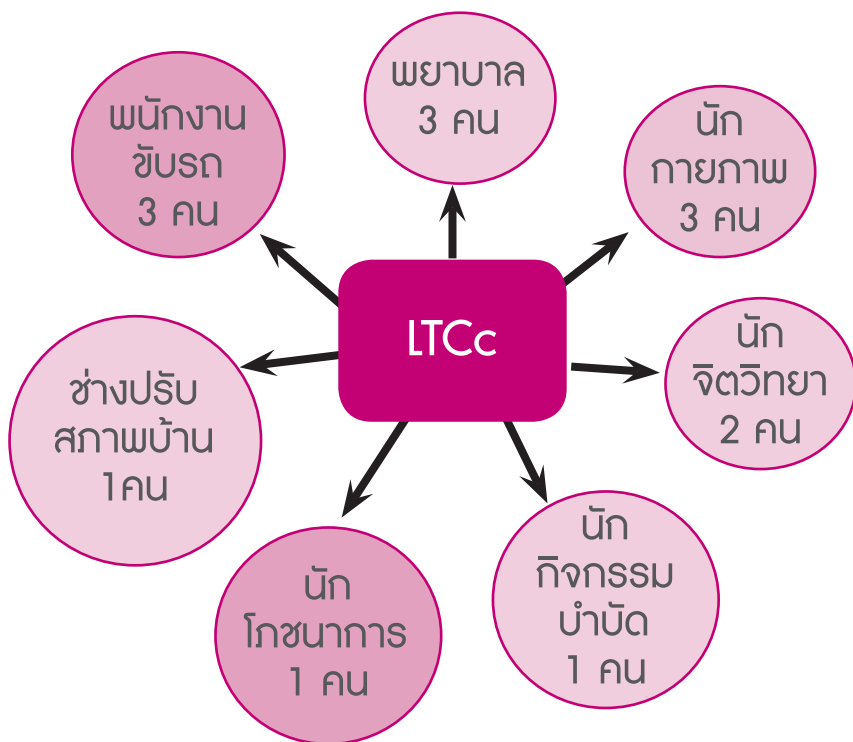 พยาบาล
3 คน
นัก
กายภาพ
3 คน
นัก
จิตวิทยา
2 คน
นัก
กิจกรรม
บำบัด
1 คน
นัก
โภชนาการ
1 คน
ช่างปรับ
สภาพบ้าน
1คน
พนักงาน
ขับรถ
3 คน
LTCc